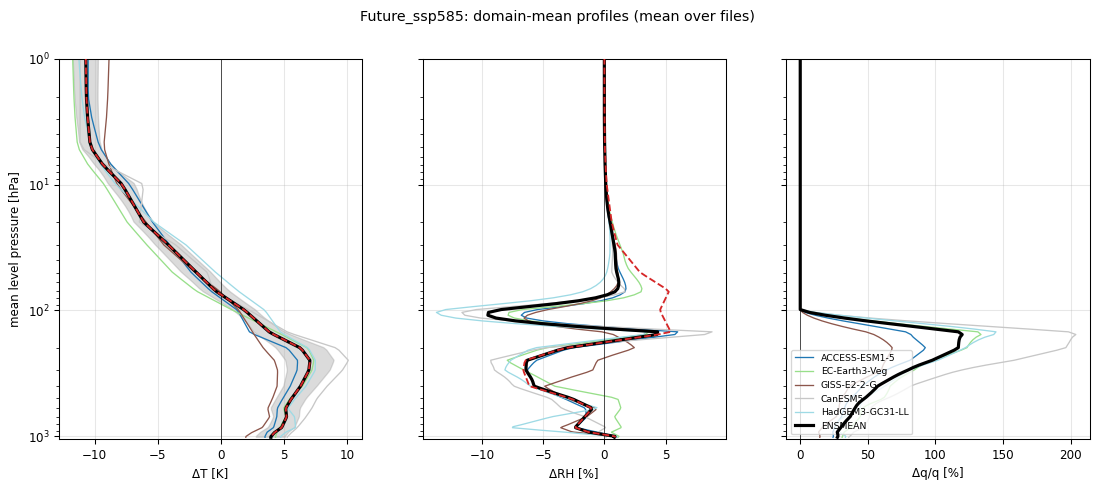 Future_ssp585: domain-mean profiles (mean over files)
mean level pressure [hPa]
10⁰
10¹
10²
10³
−10 −5 0 5 10
ΔT [K]
−10 −5 0 5
ΔRH [%]
ACCESS-ESM1-5
EC-Earth3-Veg
GISS-E2-2-G
CanESM5
HadGEM3-GC31-LL
ENSMEAN
0 50 100 150 200
Δq/q [%]